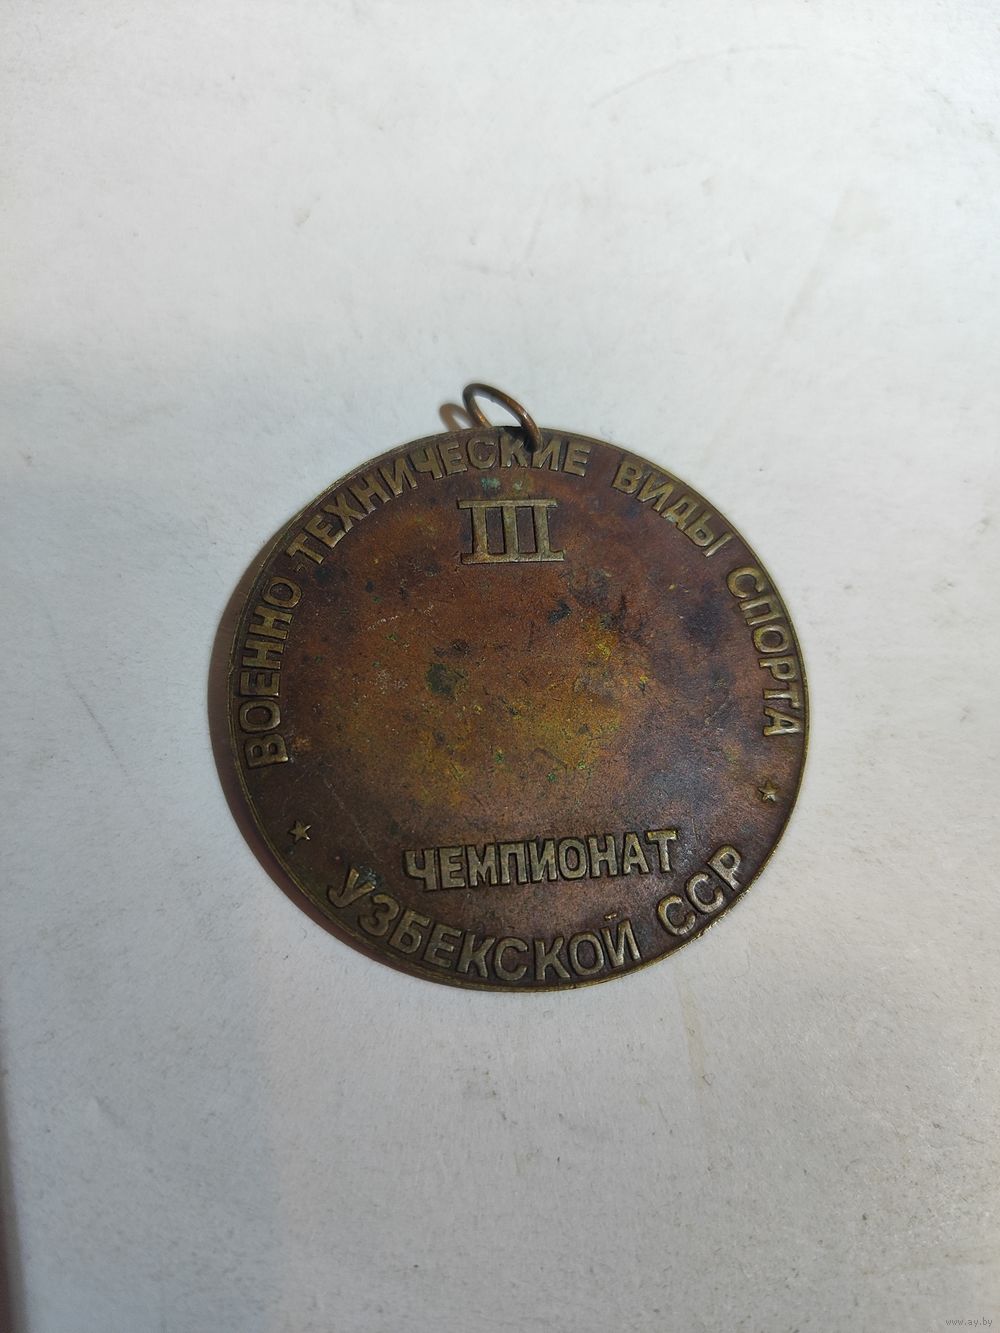 ВОЕННО-ТЕХНИЧЕСКИЕ ВИДЫ СПОРТА
III
ЧЕМПИОНАТ
УЗБЕКСКОЙ ССР
www.ay.by